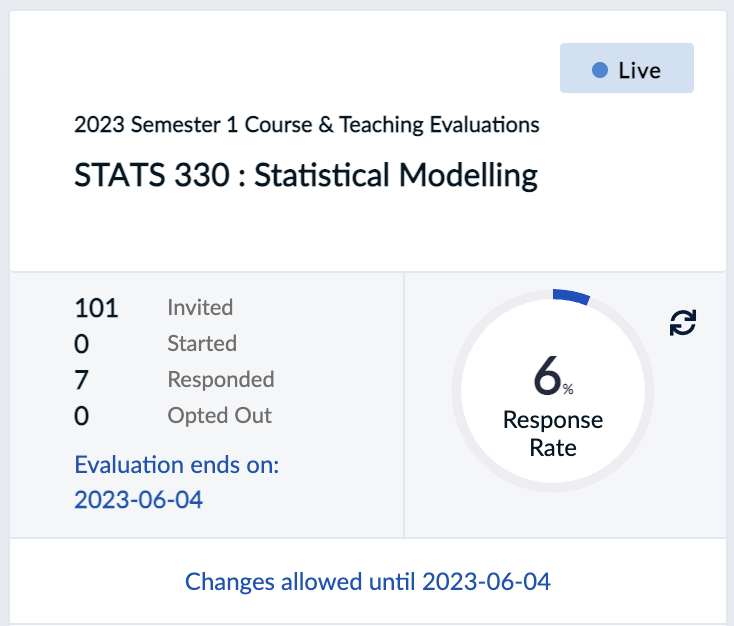 Live
2023 Semester 1 Course & Teaching Evaluations
STATS 330 : Statistical Modelling
101 Invited
0 Started
7 Responded
0 Opted Out
Evaluation ends on:
2023-06-04
6%
Response
Rate
Changes allowed until 2023-06-04